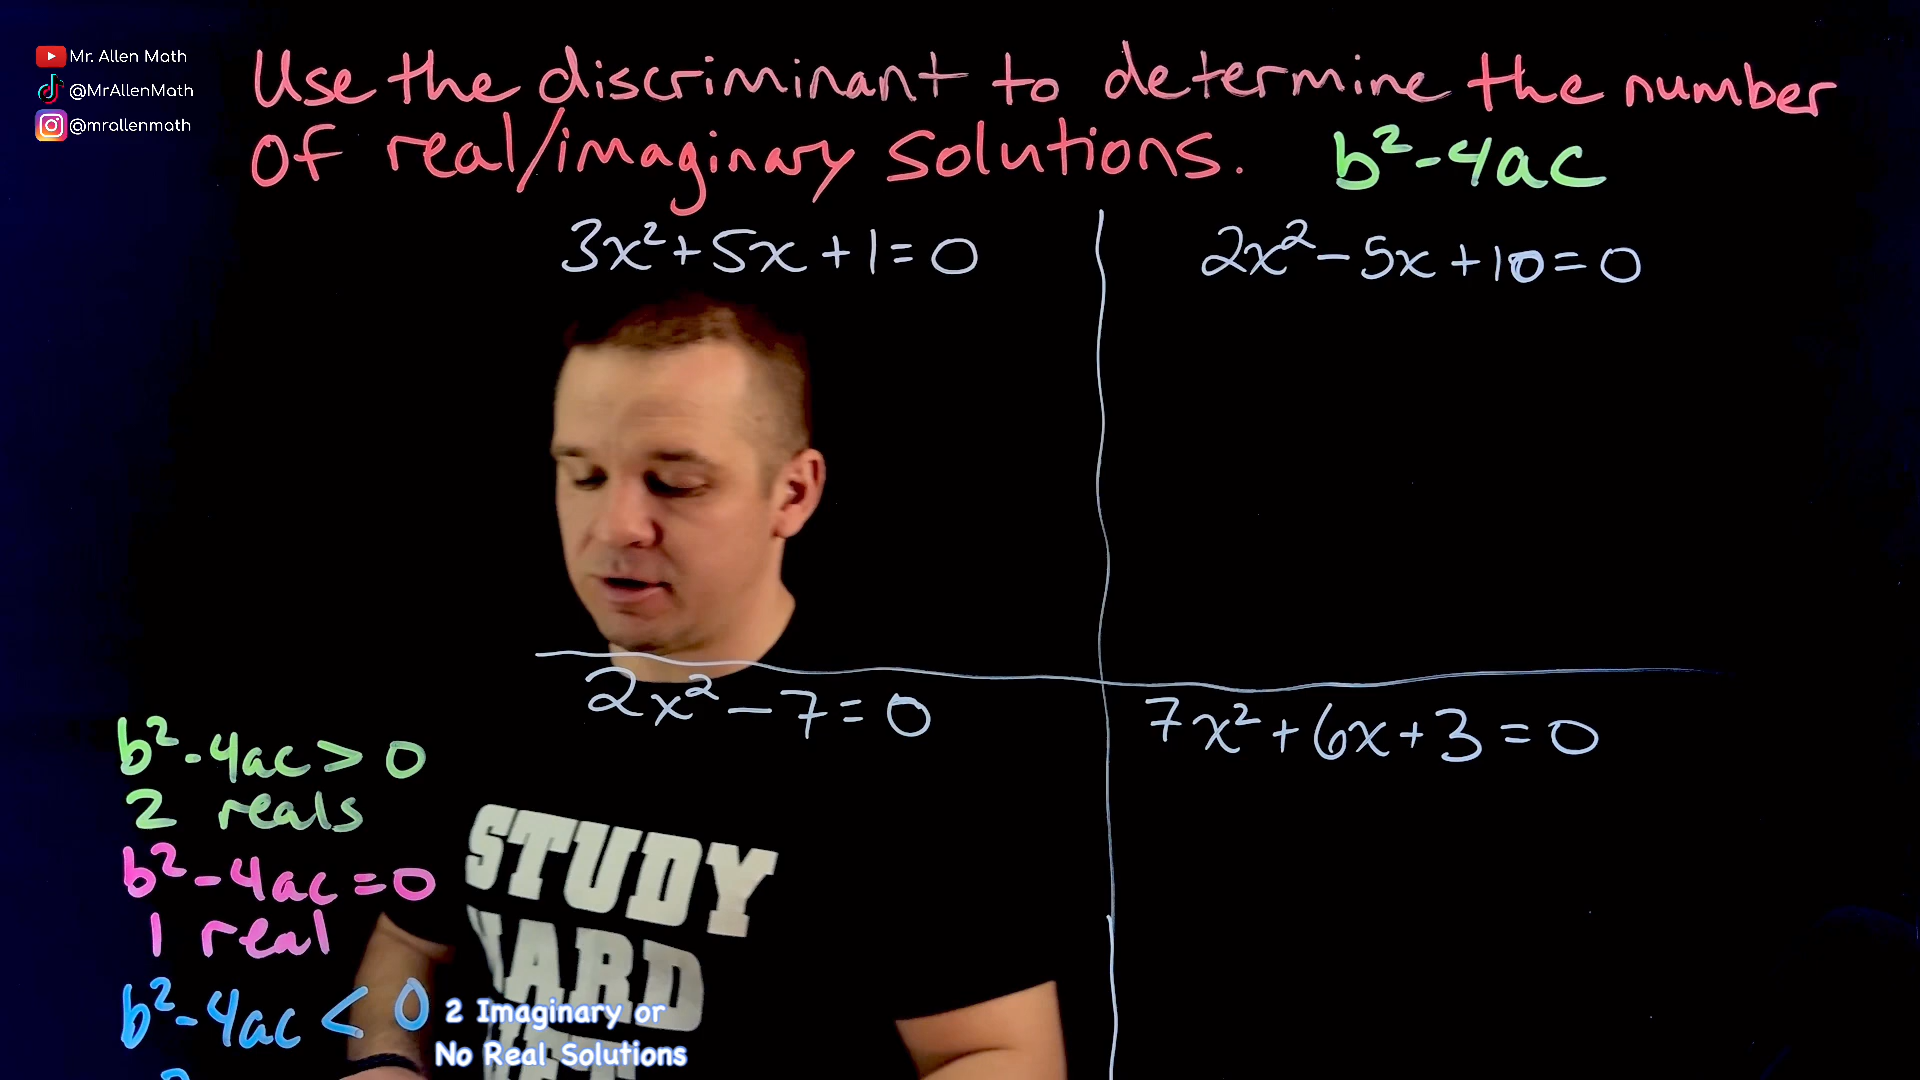 Mr. Allen Math
@MrAllenMath
@mrallenmath
Use the discriminant to determine the number
of real/imaginary solutions. b²-4ac
3x²+5x+1=0
2x²-5x+10=0
2x²-7=0
7x²+6x+3=0
b²-4ac>0
2 reals
b²-4ac=0
1 real
b²-4ac<0
2 Imaginary or
No Real Solutions
STUDY
HARD